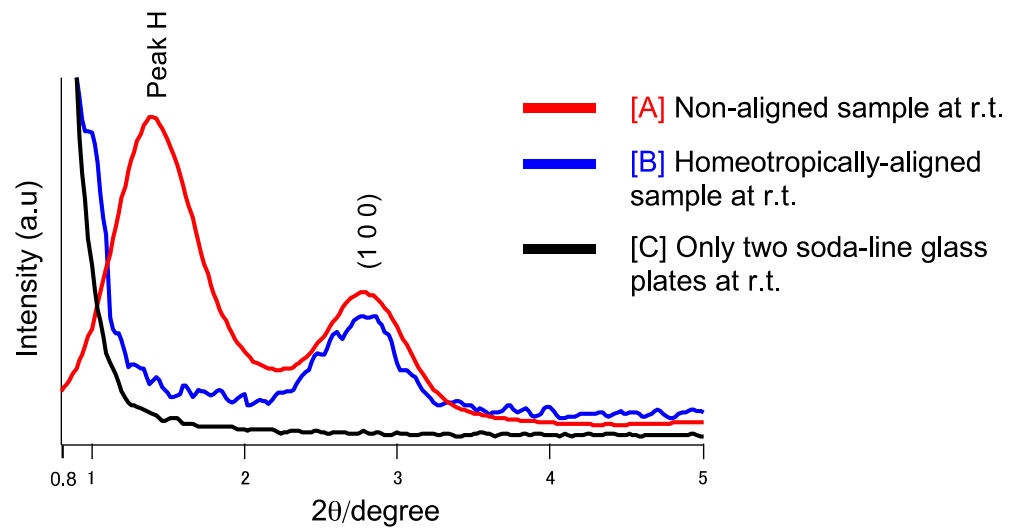 Peak H
(1 0 0)
[A] Non-aligned sample at r.t.
[B] Homeotropically-aligned
sample at r.t.
[C] Only two soda-line glass
plates at r.t.
Intensity (a.u)
0.8 1 2 3 4 5
2θ/degree